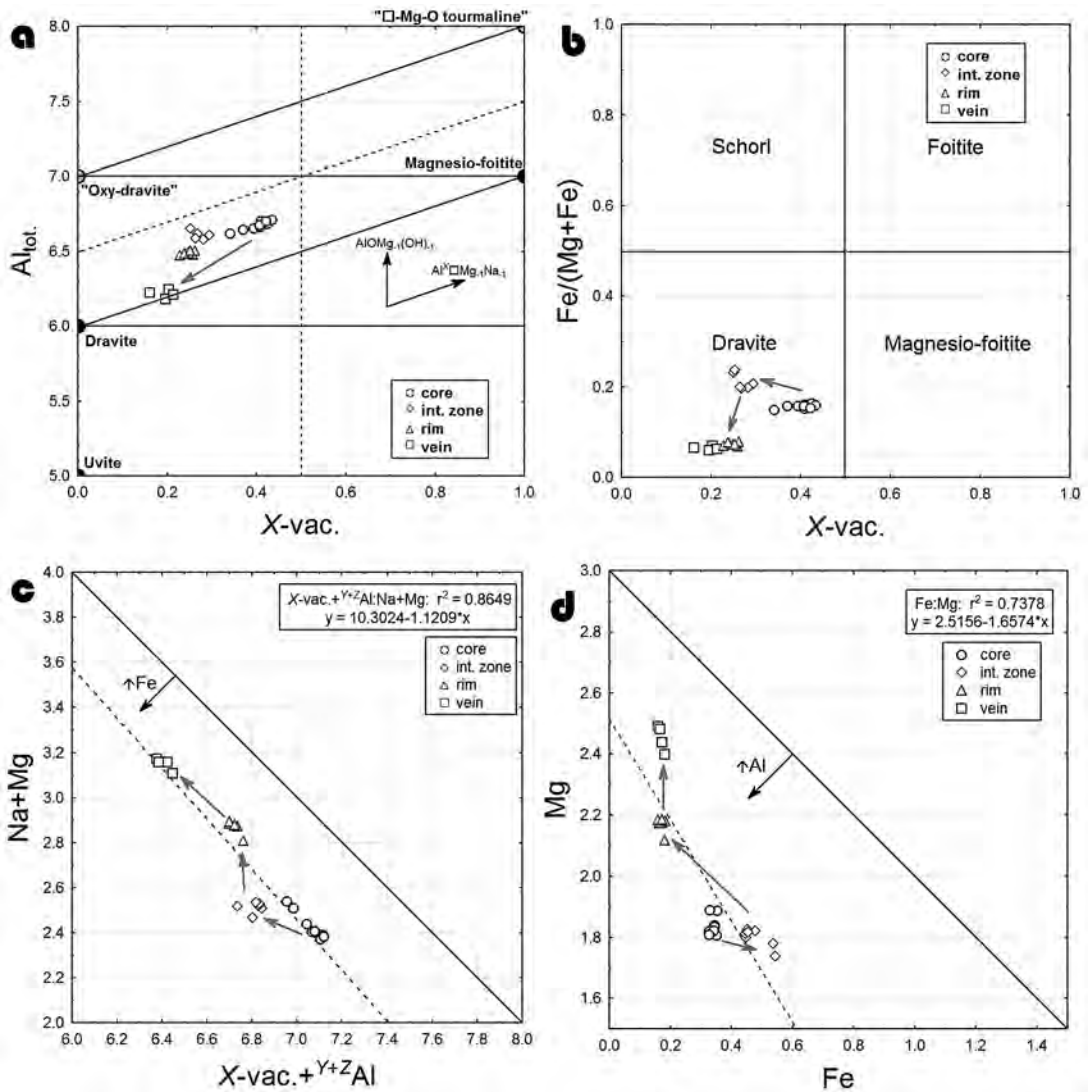 a
"□-Mg-O tourmaline"
8.0
7.5
7.0
6.5
6.0
5.5
5.0
Al tot.
Magnesio-foitite
"Oxy-dravite"
AlOMg-1(OH)-1
AlX□Mg-1Na-1
Dravite
Uvite
core
int. zone
rim
vein
0.0 0.2 0.4 0.6 0.8 1.0
X-vac.
b
1.0
0.8
0.6
0.4
0.2
0.0
Fe/(Mg+Fe)
core
int. zone
rim
vein
Schorl
Foitite
Dravite
Magnesio-foitite
0.0 0.2 0.4 0.6 0.8 1.0
X-vac.
c
4.0
3.8
3.6
3.4
3.2
3.0
2.8
2.6
2.4
2.2
2.0
Na+Mg
X-vac.+Y+ZAl:Na+Mg: r² = 0.8649
y = 10.3024-1.1209*x
core
int. zone
rim
vein
↑Fe
6.0 6.2 6.4 6.6 6.8 7.0 7.2 7.4 7.6 7.8 8.0
X-vac.+Y+ZAl
d
3.0
2.8
2.6
2.4
2.2
2.0
1.8
1.6
Mg
Fe:Mg: r² = 0.7378
y = 2.5156-1.6574*x
core
int. zone
rim
vein
↑Al
0.0 0.2 0.4 0.6 0.8 1.0 1.2 1.4
Fe